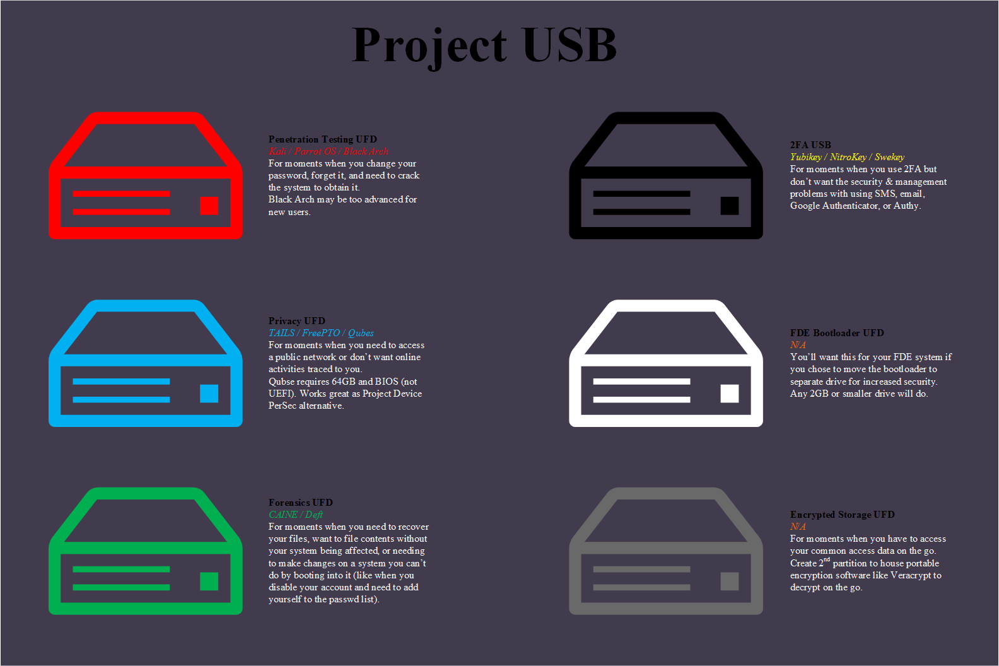 Project USB
Penetration Testing UFD
Kali / Parrot OS / Black Arch
For moments when you change your
password, forget it, and need to crack
the system to obtain it.
Black Arch may be too advanced for
new users.
2FA USB
Yubikey / NitroKey / Swekey
For moments when you use 2FA but
don’t want the security & management
problems with using SMS, email,
Google Authenticator, or Authy.
Privacy UFD
TAILS / FreePTO / Qubes
For moments when you need to access
a public network or don’t want online
activities traced to you.
Qubse requires 64GB and BIOS (not
UEFI). Works great as Project Device
PerSec alternative.
FDE Bootloader UFD
N/A
You’ll want this for your FDE system if
you chose to move the bootloader to
separate drive for increased security.
Any 2GB or smaller drive will do.
Forensics UFD
CAINE / Deft
For moments when you need to recover
your files, want to file contents without
your system being affected, or needing
to make changes on a system you can’t
do by booting into it (like when you
disable your account and need to add
yourself to the passwd list).
Encrypted Storage UFD
N/A
For moments when you have to access
your common access data on the go.
Create 2nd partition to house portable
encryption software like Veracrypt to
decrypt on the go.